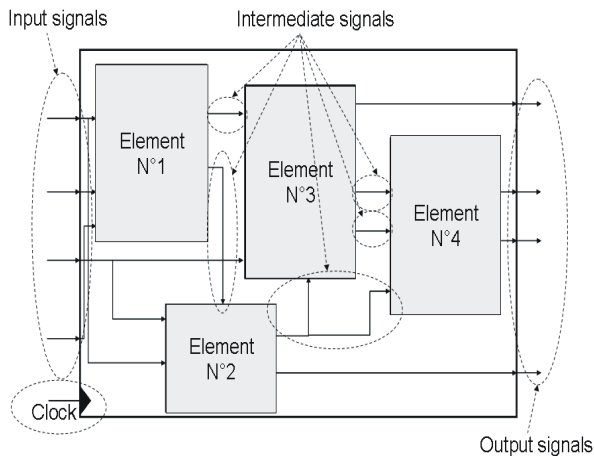 Input signals
Intermediate signals
Element
N°1
Element
N°3
Element
N°4
Element
N°2
Clock
Output signals